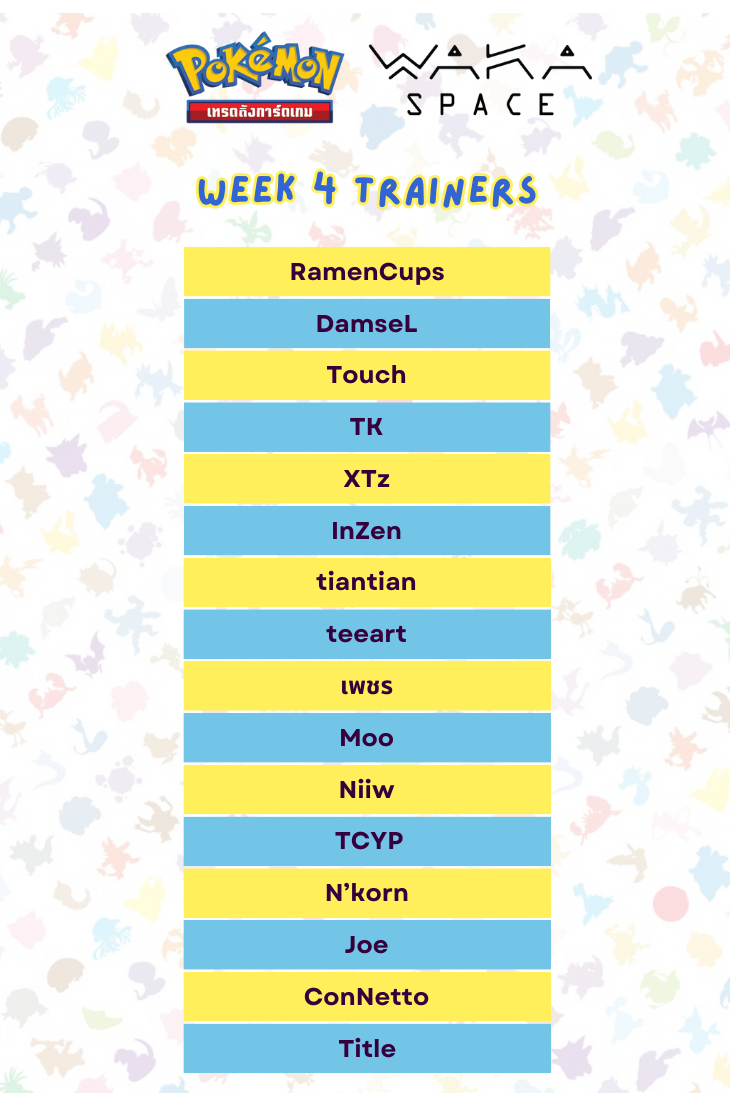 POKéMON
เทรดดิ้งการ์ดเกม
WAKA
SPACE
WEEK 4 TRAINERS
RamenCups
DamseL
Touch
TK
XTz
InZen
tiantian
teeart
เพชร
Moo
Niiw
TCYP
N’korn
Joe
ConNetto
Title